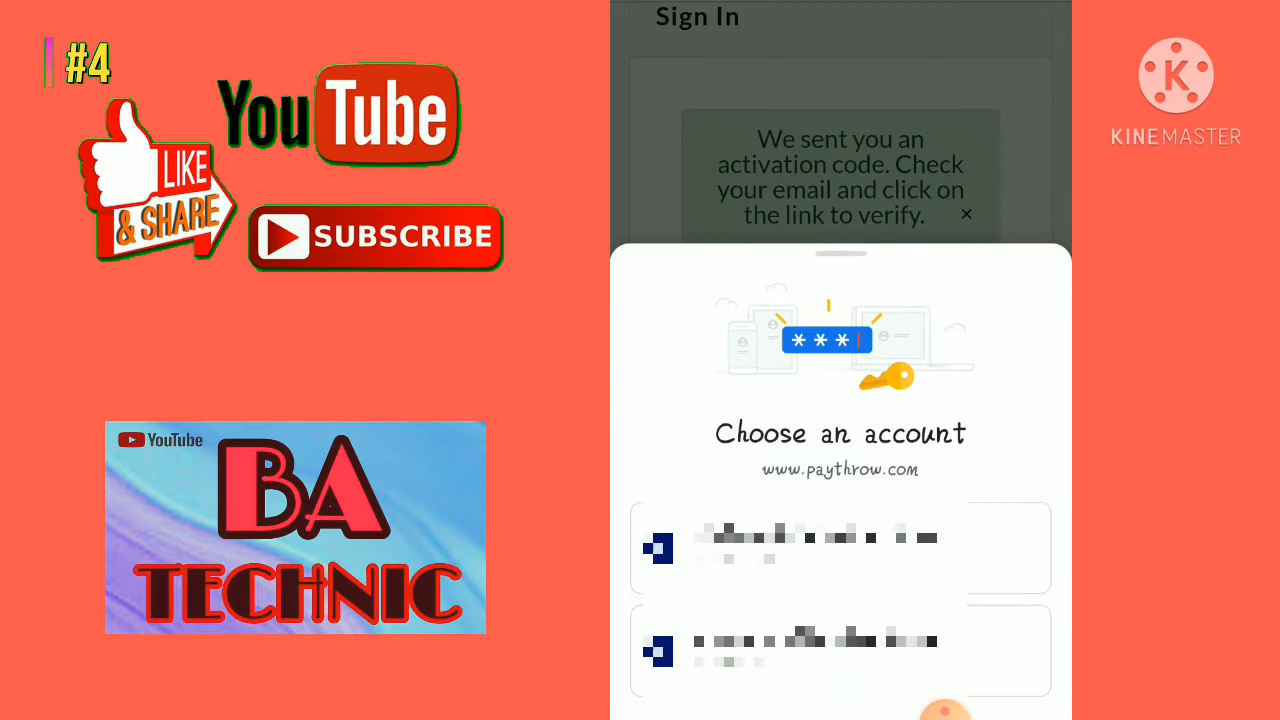 #4
YouTube
LIKE
& SHARE
SUBSCRIBE
YouTube
BA
TECHNIC
Sign In
We sent you an
activation code. Check
your email and click on
the link to verify. ×
***
Choose an account
www.paythrow.com
K
KINEMASTER